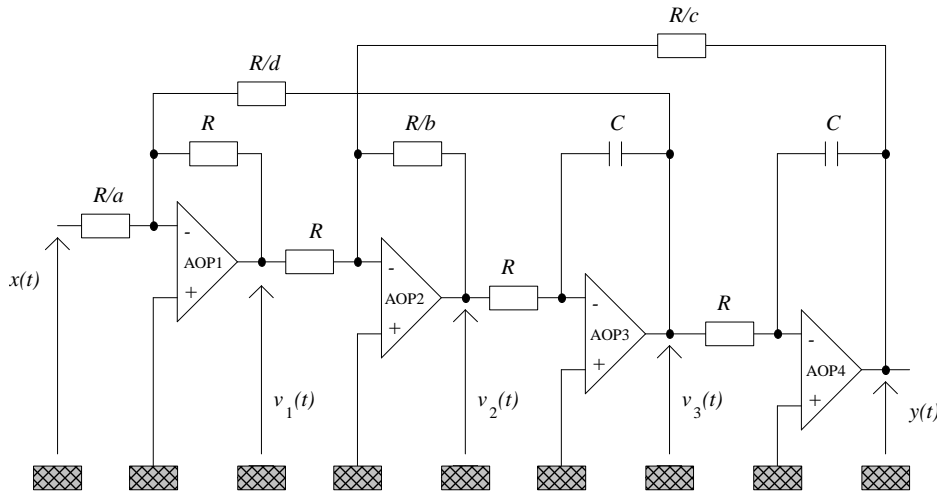 R/c
R/d
R
R/b
C
C
R/a
R
R
R
-
+
AOP1
-
+
AOP2
-
+
AOP3
-
+
AOP4
x(t)
v1(t)
v2(t)
v3(t)
y(t)